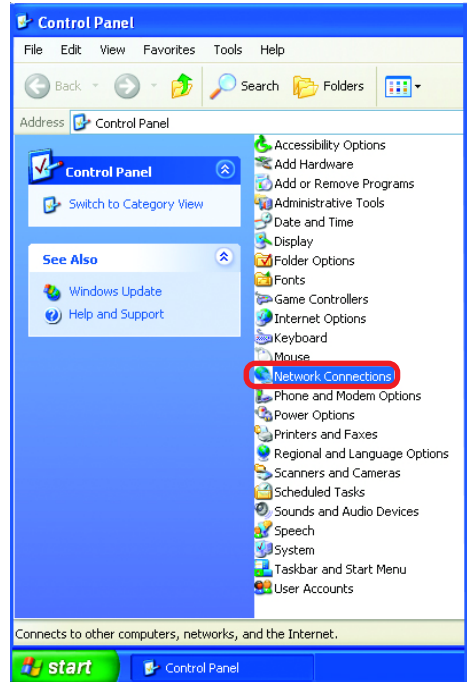 Control Panel
File Edit View Favorites Tools Help
Back Search Folders
Address Control Panel
Control Panel
Switch to Category View
See Also
Windows Update
Help and Support
Accessibility Options
Add Hardware
Add or Remove Programs
Administrative Tools
Date and Time
Display
Folder Options
Fonts
Game Controllers
Internet Options
Keyboard
Mouse
Network Connections
Phone and Modem Options
Power Options
Printers and Faxes
Regional and Language Options
Scanners and Cameras
Scheduled Tasks
Sounds and Audio Devices
Speech
System
Taskbar and Start Menu
User Accounts
Connects to other computers, networks, and the Internet.
start Control Panel